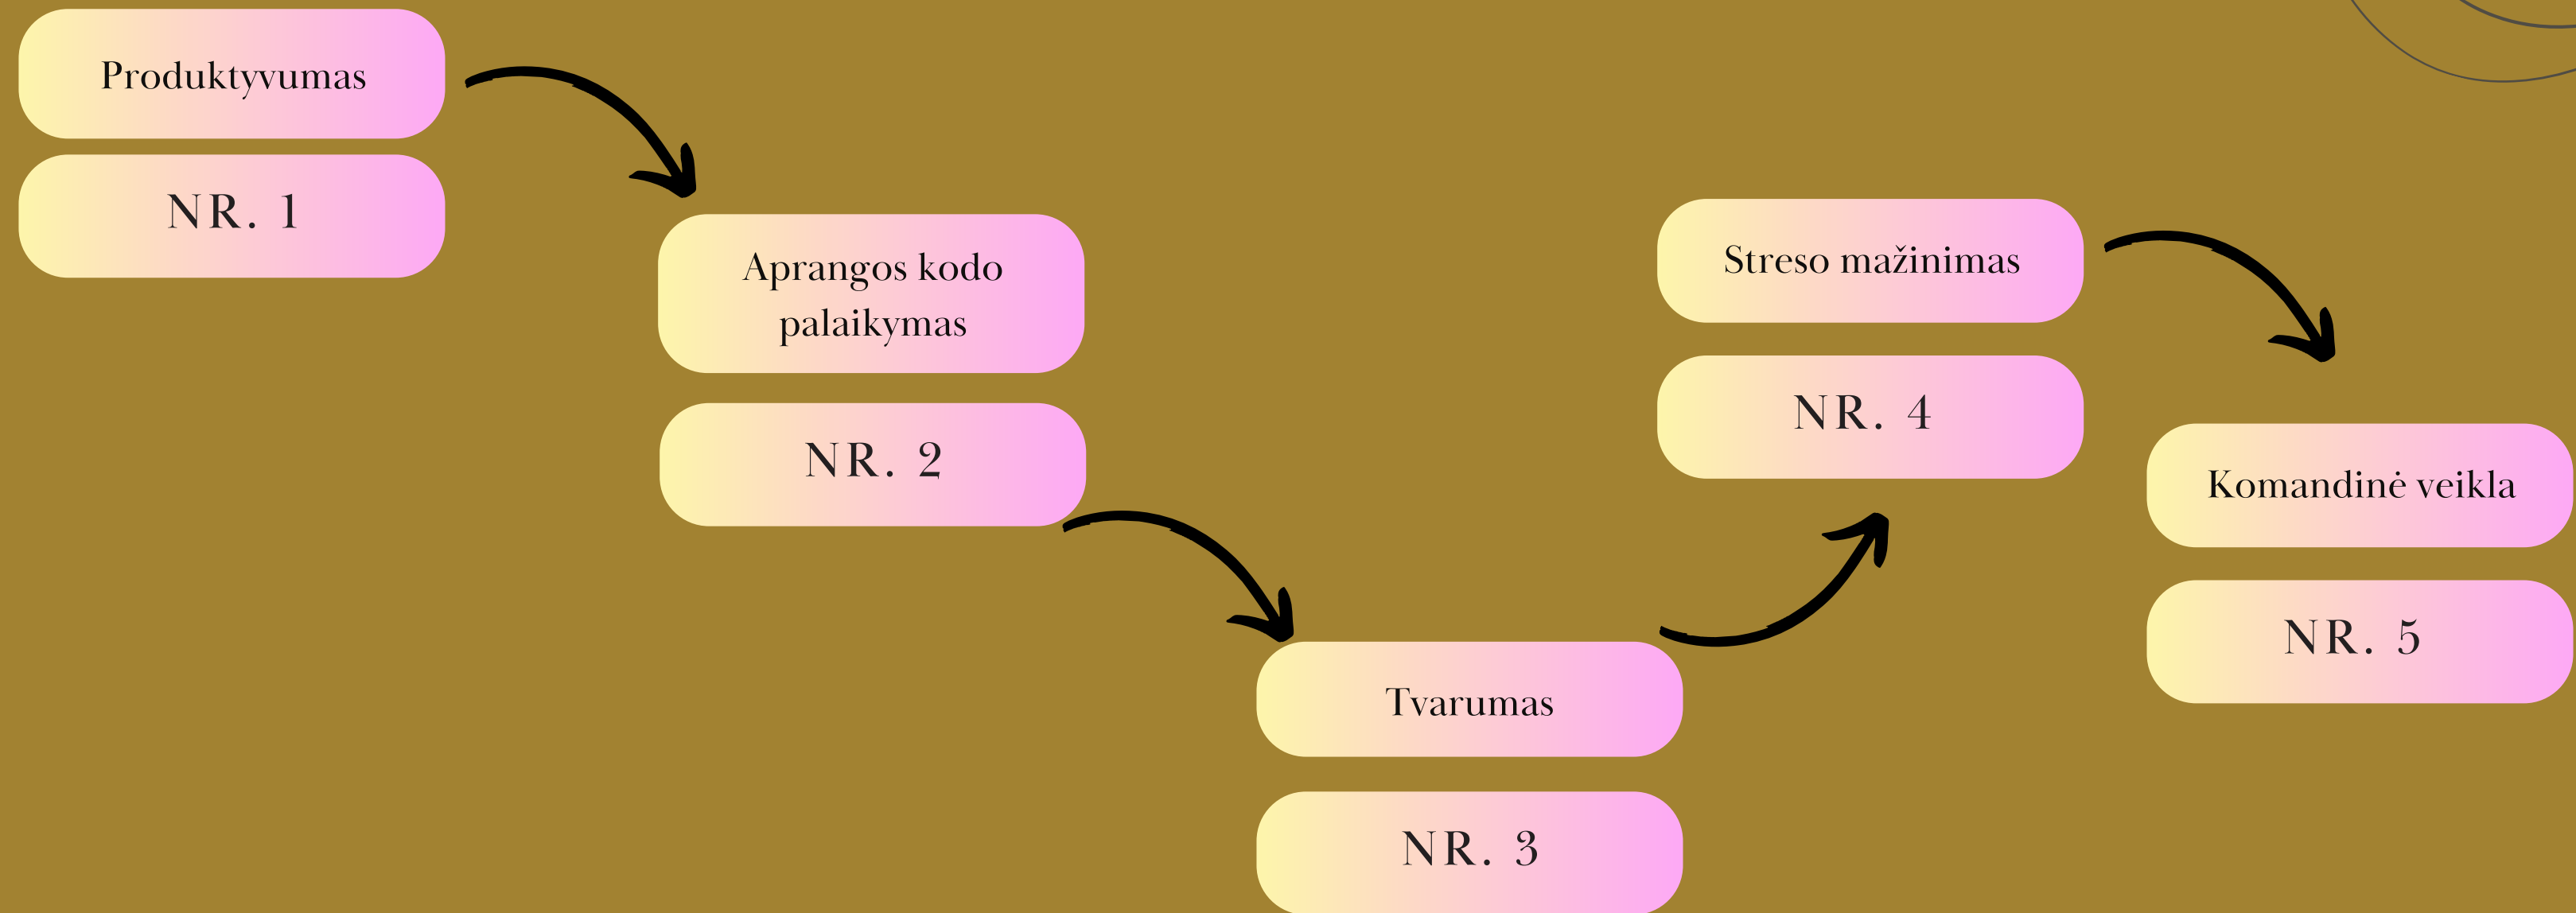 Produktyvumas
NR. 1
Aprangos kodo
palaikymas
NR. 2
Tvarumas
NR. 3
Streso mažinimas
NR. 4
Komandinė veikla
NR. 5